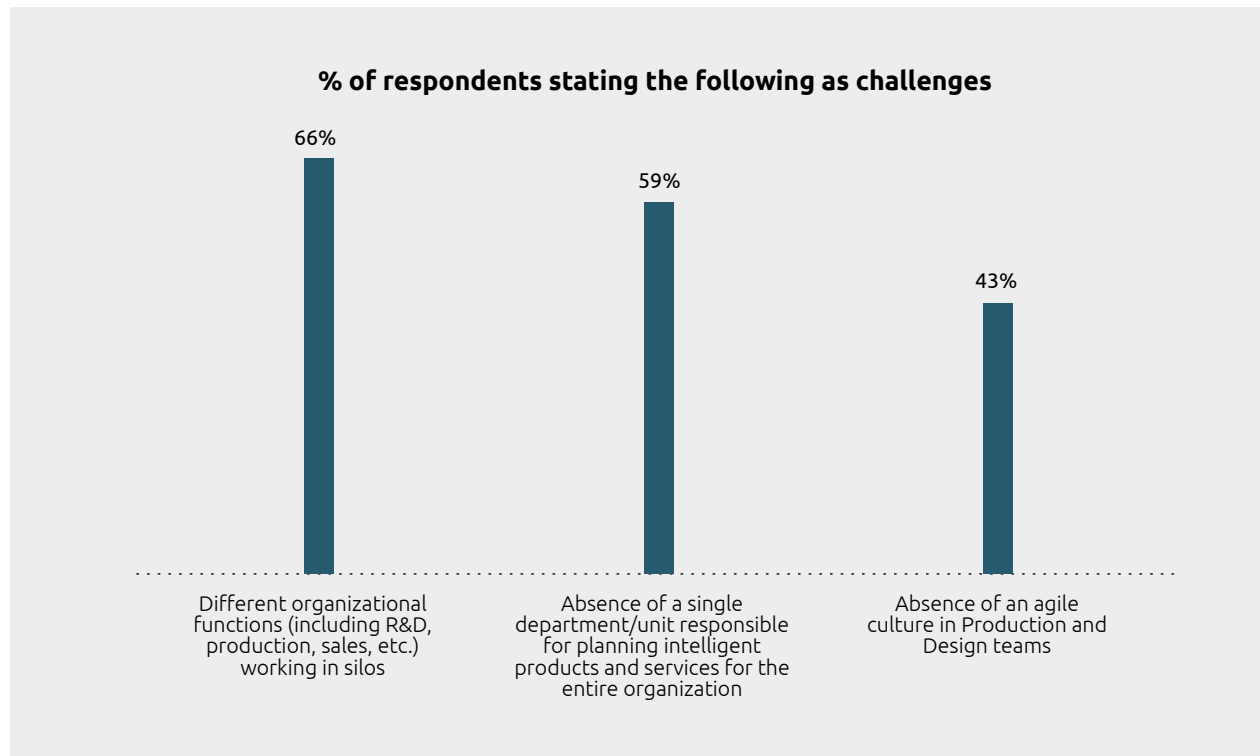 % of respondents stating the following as challenges
66%
59%
43%
Different organizational
functions (including R&D,
production, sales, etc.)
working in silos
Absence of a single
department/unit responsible
for planning intelligent
products and services for the
entire organization
Absence of an agile
culture in Production and
Design teams